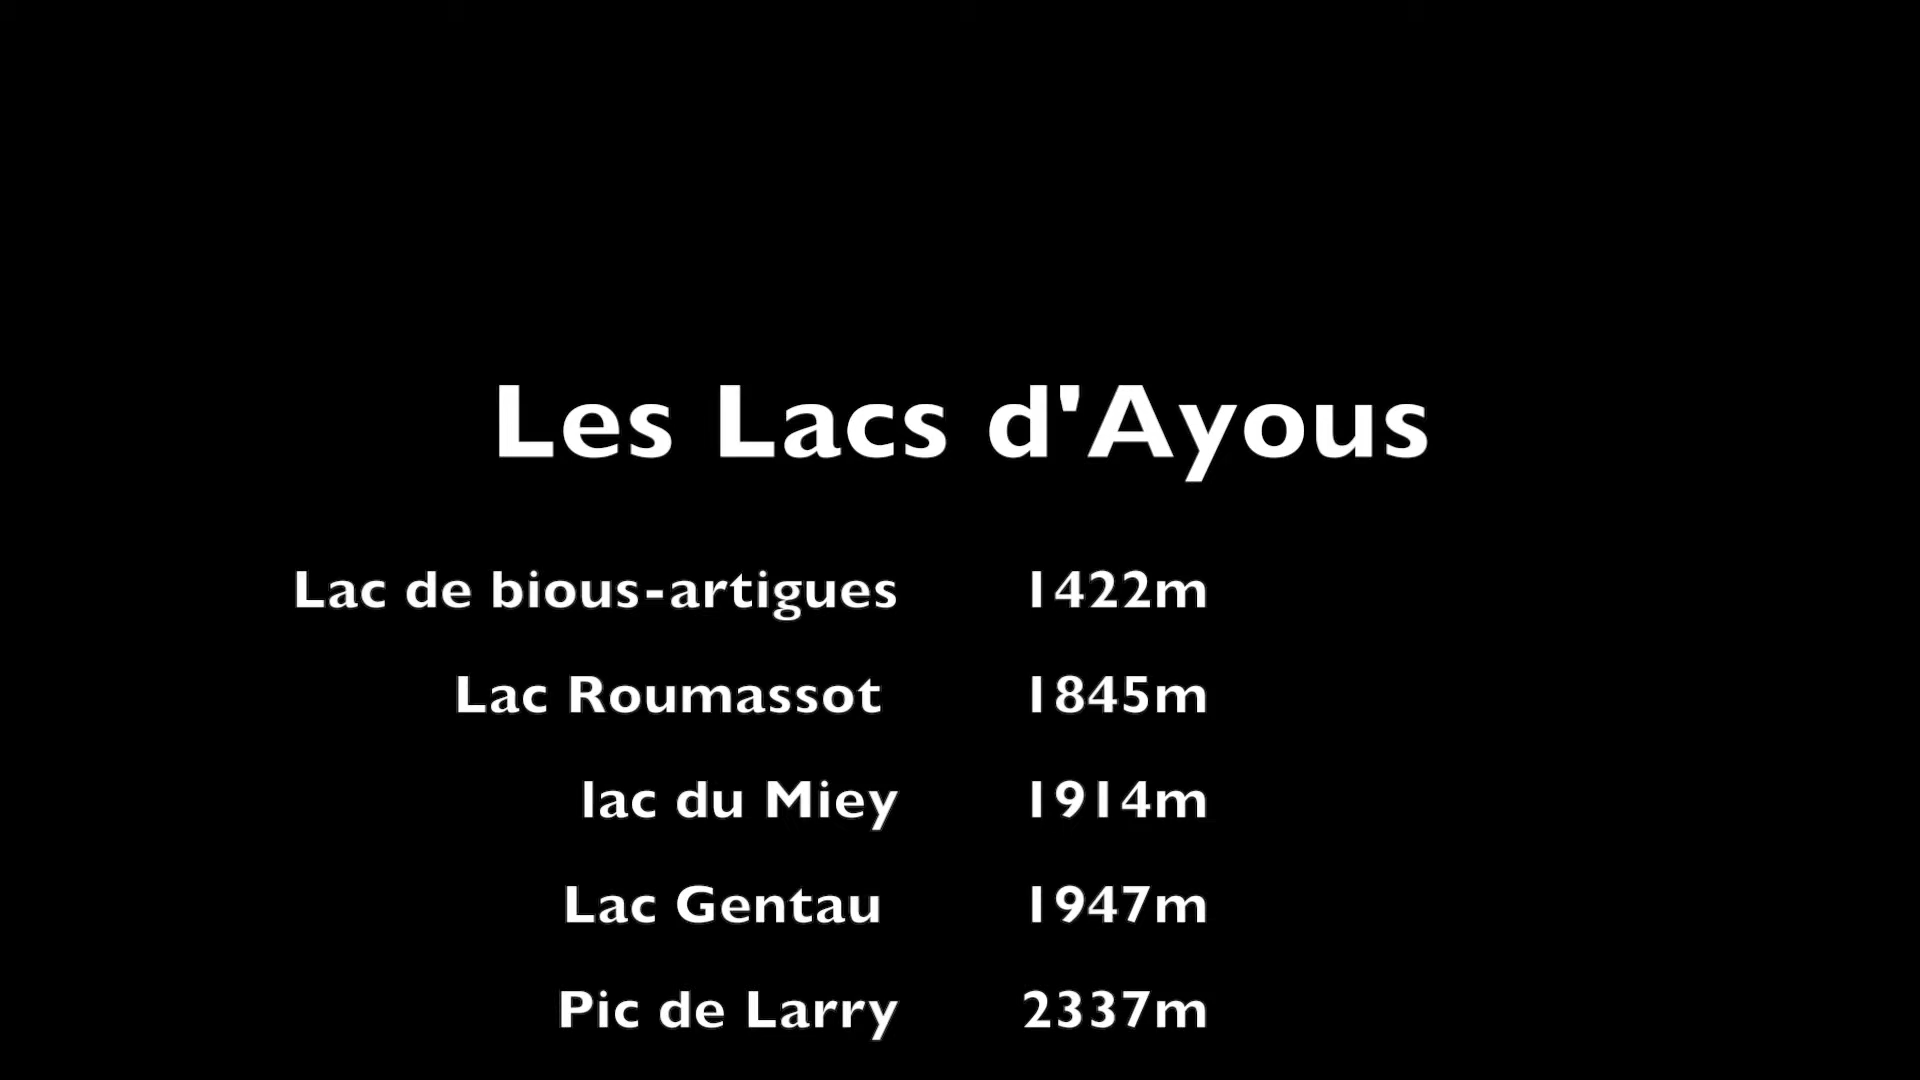 Les Lacs d'Ayous
Lac de bious-artigues 1422m
Lac Roumassot 1845m
lac du Miey 1914m
Lac Gentau 1947m
Pic de Larry 2337m